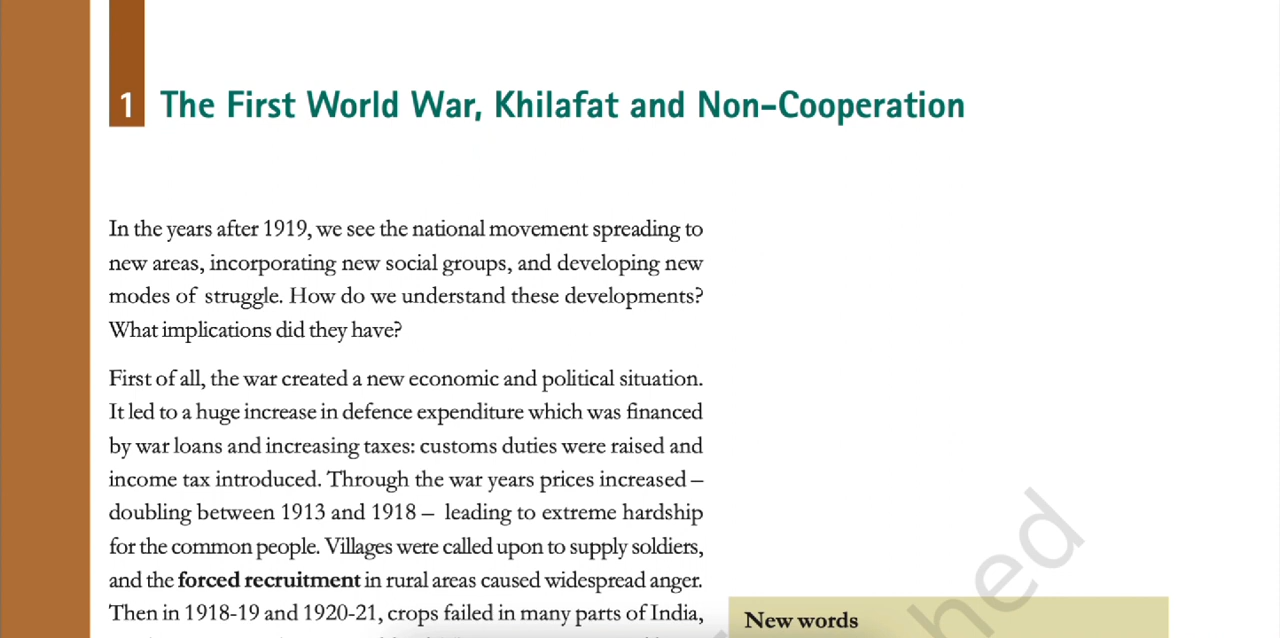 1 The First World War, Khilafat and Non-Cooperation
In the years after 1919, we see the national movement spreading to
new areas, incorporating new social groups, and developing new
modes of struggle. How do we understand these developments?
What implications did they have?
First of all, the war created a new economic and political situation.
It led to a huge increase in defence expenditure which was financed
by war loans and increasing taxes: customs duties were raised and
income tax introduced. Through the war years prices increased –
doubling between 1913 and 1918 – leading to extreme hardship
for the common people. Villages were called upon to supply soldiers,
and the forced recruitment in rural areas caused widespread anger.
Then in 1918-19 and 1920-21, crops failed in many parts of India,
New words